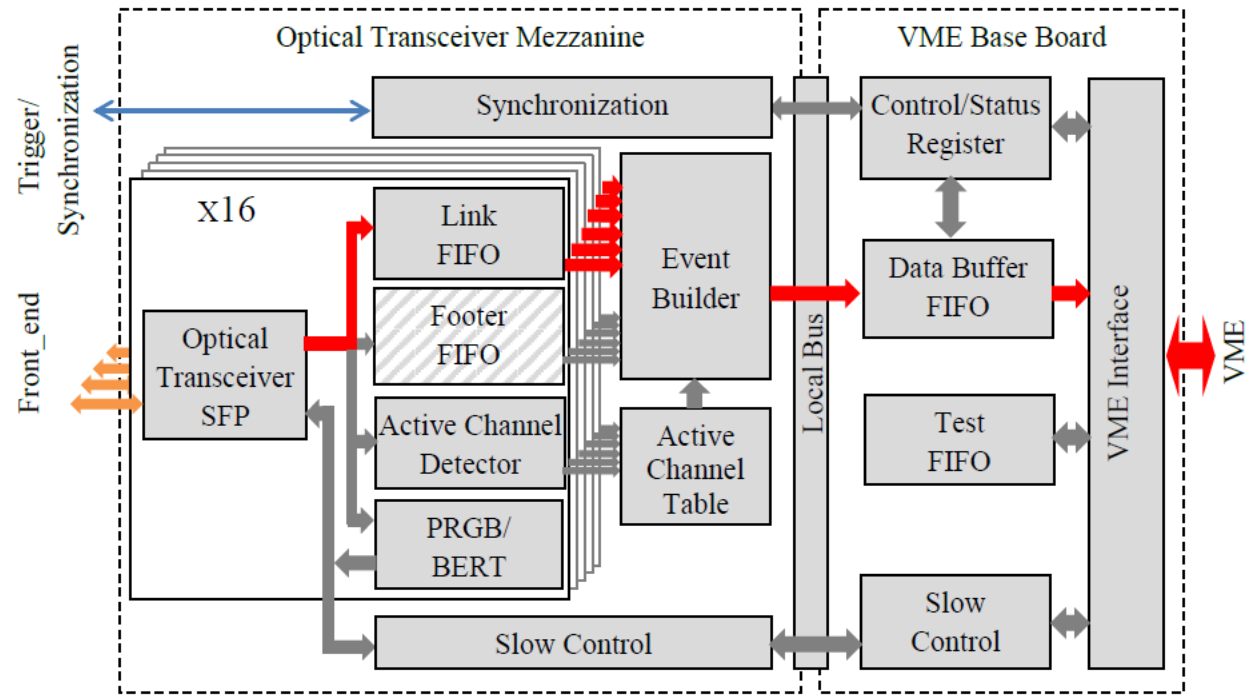 Optical Transceiver Mezzanine
VME Base Board
Trigger/
Synchronization
Synchronization
Control/Status
Register
x16
Link
FIFO
Event
Builder
Data Buffer
FIFO
Footer
FIFO
Front_end
Optical
Transceiver
SFP
Local Bus
VME Interface
VME
Active Channel
Detector
Active
Channel
Table
Test
FIFO
PRGB/
BERT
Slow Control
Slow
Control